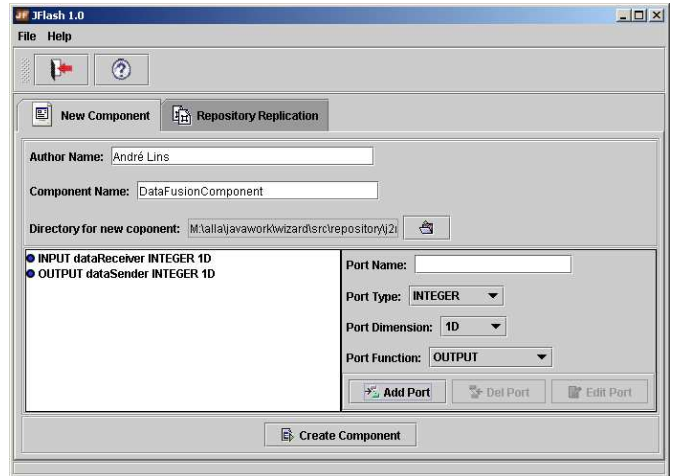 JFlash 1.0
File Help
New Component Repository Replication
Author Name: André Lins
Component Name: DataFusionComponent
Directory for new coponent: M:\alla\javawork\wizard\src\repository\j2
INPUT dataReceiver INTEGER 1D
OUTPUT dataSender INTEGER 1D
Port Name:
Port Type: INTEGER
Port Dimension: 1D
Port Function: OUTPUT
Add Port Del Port Edit Port
Create Component